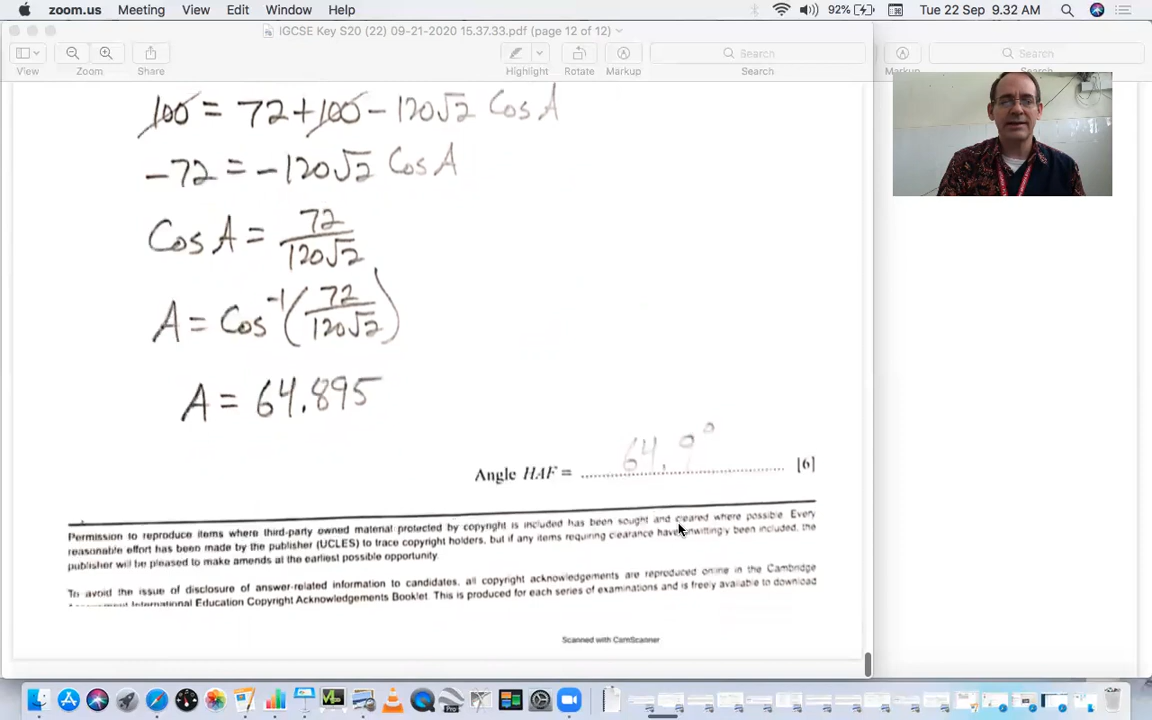 zoom.us Meeting View Edit Window Help 92% Tue 22 Sep 9.32 AM
IGCSE Key S20 (22) 09-21-2020 15.37.33.pdf (page 12 of 12)
Search Search
View Zoom Share Highlight Rotate Markup Search Markup Search
100 = 72 + 100 - 120√2 Cos A
-72 = -120√2 Cos A
Cos A = 72/120√2
A = Cos⁻¹(72/120√2)
A = 64.895
Angle HAF = 64.9° [6]
Permission to reproduce items where third-party owned material protected by copyright is included has been sought and cleared where possible. Every
reasonable effort has been made by the publisher (UCLES) to trace copyright holders, but if any items requiring clearance have unwittingly been included, the
publisher will be pleased to make amends at the earliest possible opportunity.
To avoid the issue of disclosure of answer-related information to candidates, all copyright acknowledgements are reproduced online in the Cambridge
International Education Copyright Acknowledgements Booklet. This is produced for each series of examinations and is freely available to download
Scanned with CamScanner